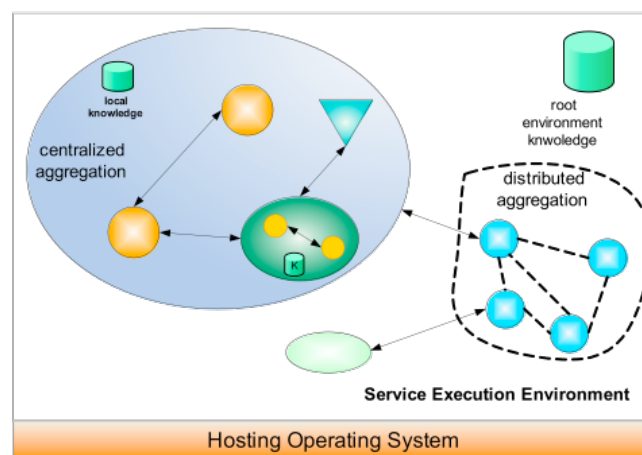 local
knowledge
root
environment
knwoledge
centralized
aggregation
distributed
aggregation
K
Service Execution Environment
Hosting Operating System